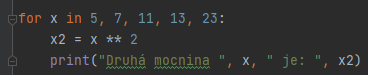 for x in 5, 7, 11, 13, 23:
    x2 = x ** 2
    print("Druhá mocnina ", x, " je: ", x2)